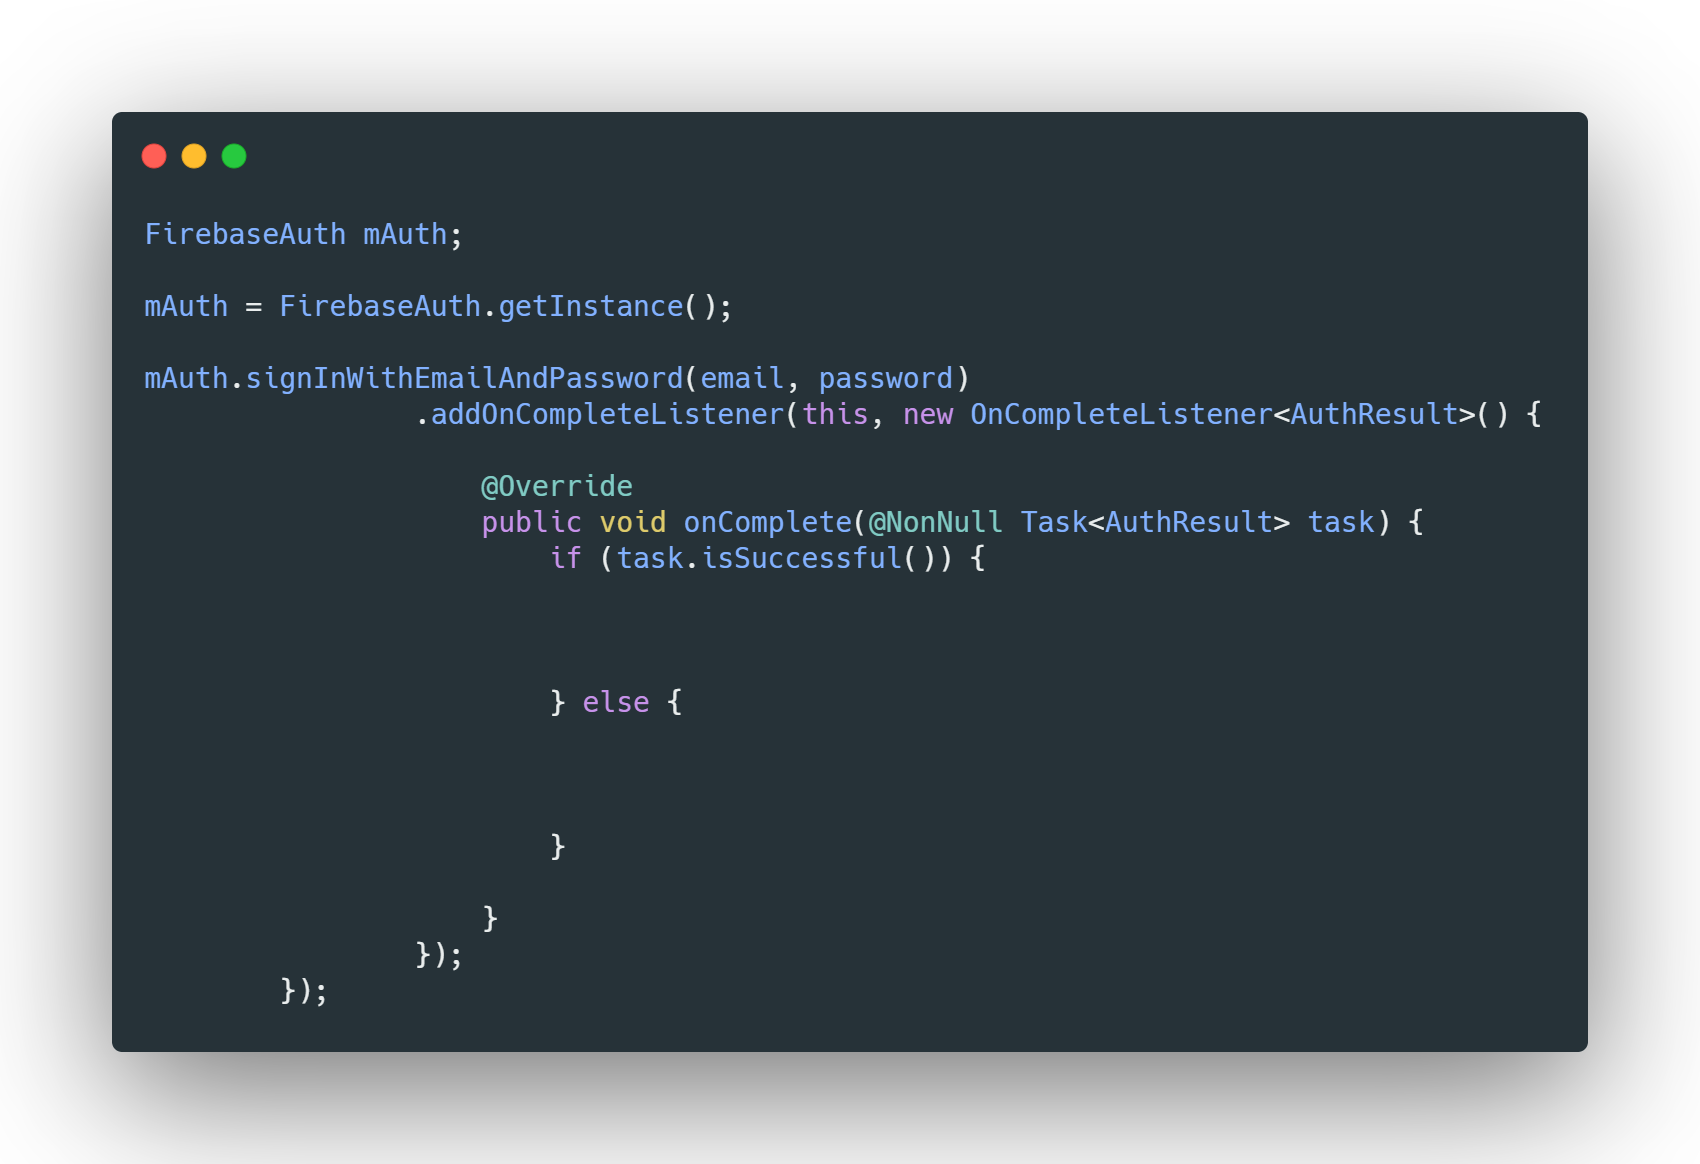 FirebaseAuth mAuth;
mAuth = FirebaseAuth.getInstance();
mAuth.signInWithEmailAndPassword(email, password)
.addOnCompleteListener(this, new OnCompleteListener<AuthResult>() {
@Override
public void onComplete(@NonNull Task<AuthResult> task) {
if (task.isSuccessful()) {
} else {
}
}
});
});